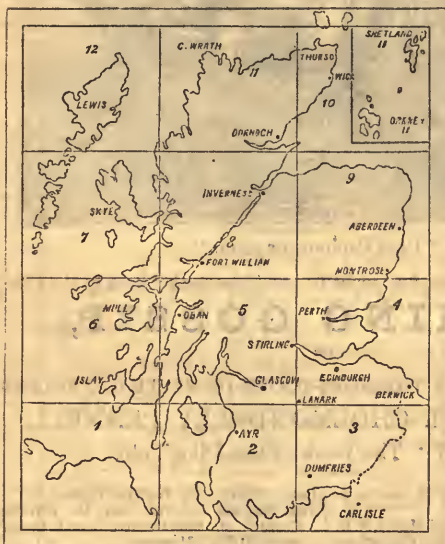 12
C. WRATH
11
THURSO
SHETLAND
11
WICK
LEWIS
10
ORKNEY
11
DORNOCH
9
INVERNESS
SKYE
ABERDEEN
7
8
FORT WILLIAM
MONTROSE
MULL
OBAN
5
PERTH
4
6
STIRLING
GLASGOW
EDINBURGH
ISLAY
LANARK
BERWICK
1
AYR
2
3
DUMFRIES
CARLISLE